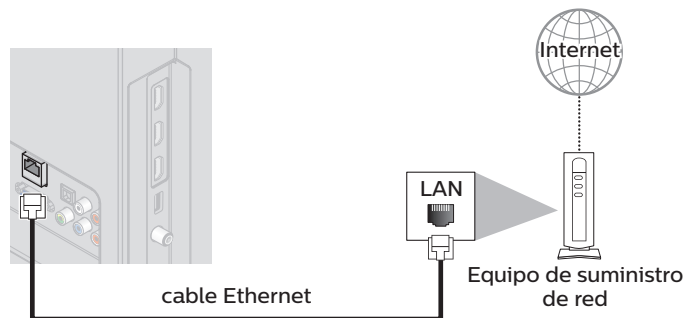 Internet
LAN
cable Ethernet
Equipo de suministro
de red